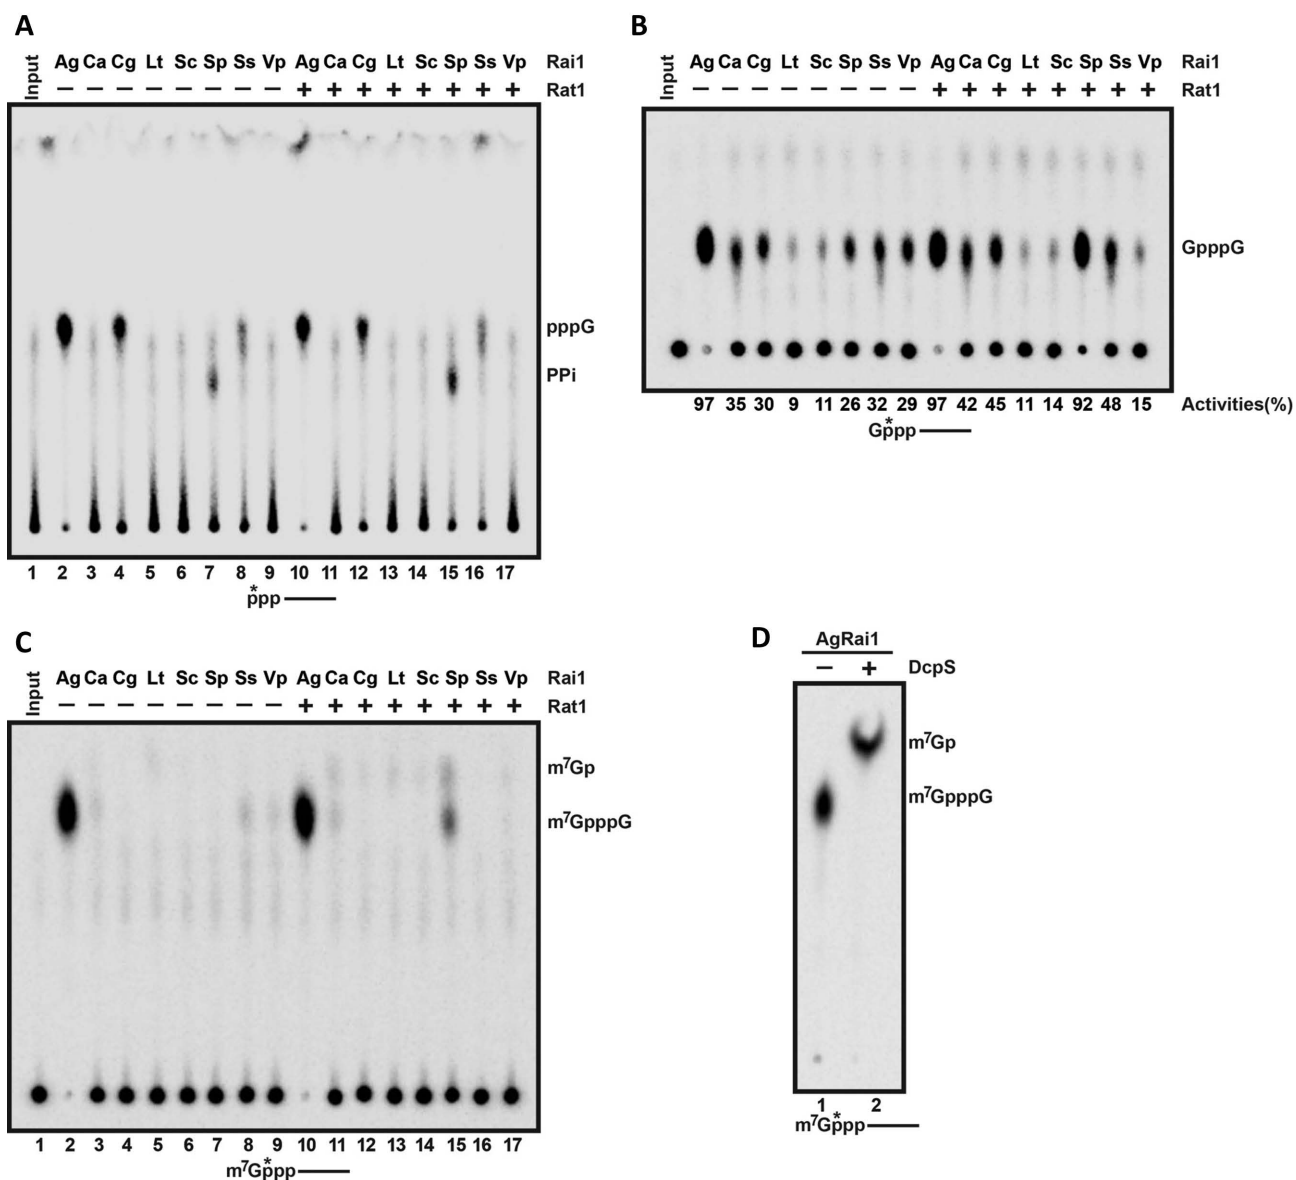 A
Input Ag Ca Cg Lt Sc Sp Ss Vp Ag Ca Cg Lt Sc Sp Ss Vp Rai1
− − − − − − − − + + + + + + + + Rat1
pppG
PPi
1 2 3 4 5 6 7 8 9 10 11 12 13 14 15 16 17
*
ppp
B
Input Ag Ca Cg Lt Sc Sp Ss Vp Ag Ca Cg Lt Sc Sp Ss Vp Rai1
− − − − − − − − + + + + + + + + Rat1
GpppG
97 35 30 9 11 26 32 29 97 42 45 11 14 92 48 15 Activities(%)
*
Gppp
C
Input Ag Ca Cg Lt Sc Sp Ss Vp Ag Ca Cg Lt Sc Sp Ss Vp Rai1
− − − − − − − − + + + + + + + + Rat1
m⁷Gp
m⁷GpppG
1 2 3 4 5 6 7 8 9 10 11 12 13 14 15 16 17
*
m⁷Gppp
D
AgRai1
− + DcpS
m⁷Gp
m⁷GpppG
1 2
*
m⁷Gppp